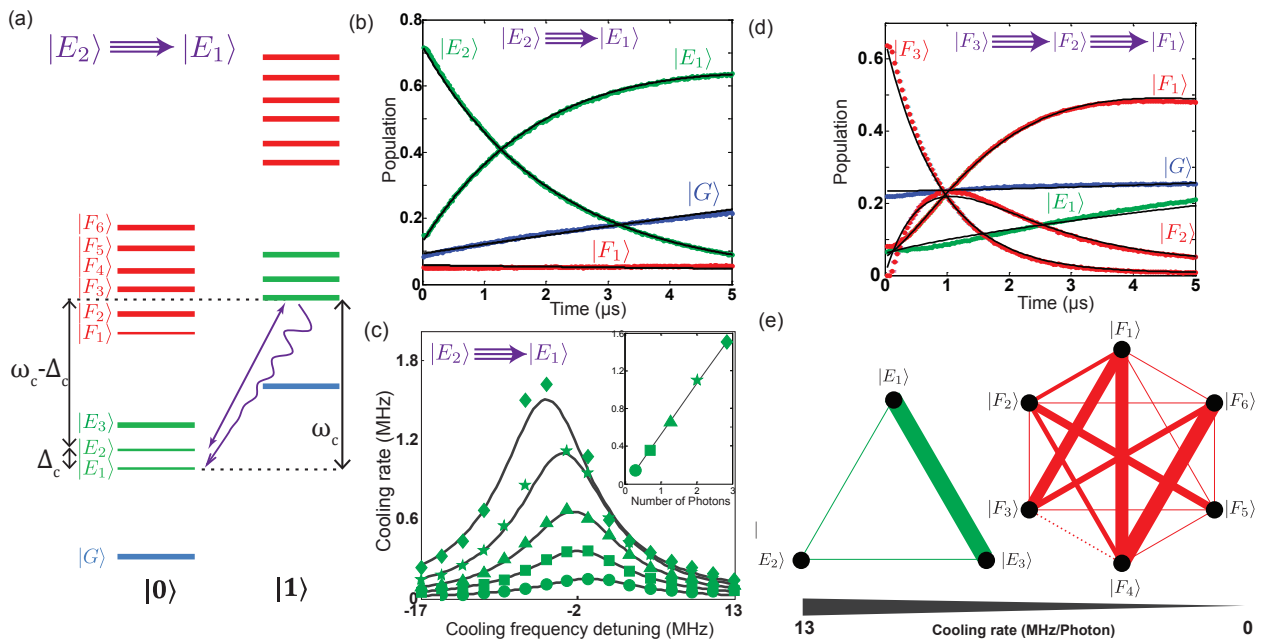 (a)
|E₂⟩ ⇛ |E₁⟩
|F₆⟩
|F₅⟩
|F₄⟩
|F₃⟩
|F₂⟩
|F₁⟩
ω_c-Δ_c
|E₃⟩
|E₂⟩
Δ_c
|E₁⟩
ω_c
|G⟩
|0⟩ |1⟩
(b)
|E₂⟩ ⇛ |E₁⟩
|E₂⟩
|E₁⟩
|G⟩
|F₁⟩
Population
0.8
0.6
0.4
0.2
0
0 1 2 3 4 5
Time (µs)
(c)
|E₂⟩ ⇛ |E₁⟩
Cooling rate (MHz)
1.8
1.2
0.6
0
-17 -2 13
Cooling frequency detuning (MHz)
1.6
1.2
0.8
0.4
0
0 1 2 3
Number of Photons
(d)
|F₃⟩ ⇛ |F₂⟩ ⇛ |F₁⟩
|F₃⟩
|F₁⟩
|G⟩
|E₁⟩
|F₂⟩
Population
0.6
0.4
0.2
0
0 1 2 3 4 5
Time (µs)
(e)
|E₁⟩
|
|E₂⟩
|E₃⟩
|F₁⟩
|F₂⟩
|F₆⟩
|F₃⟩
|F₅⟩
|F₄⟩
13 Cooling rate (MHz/Photon) 0